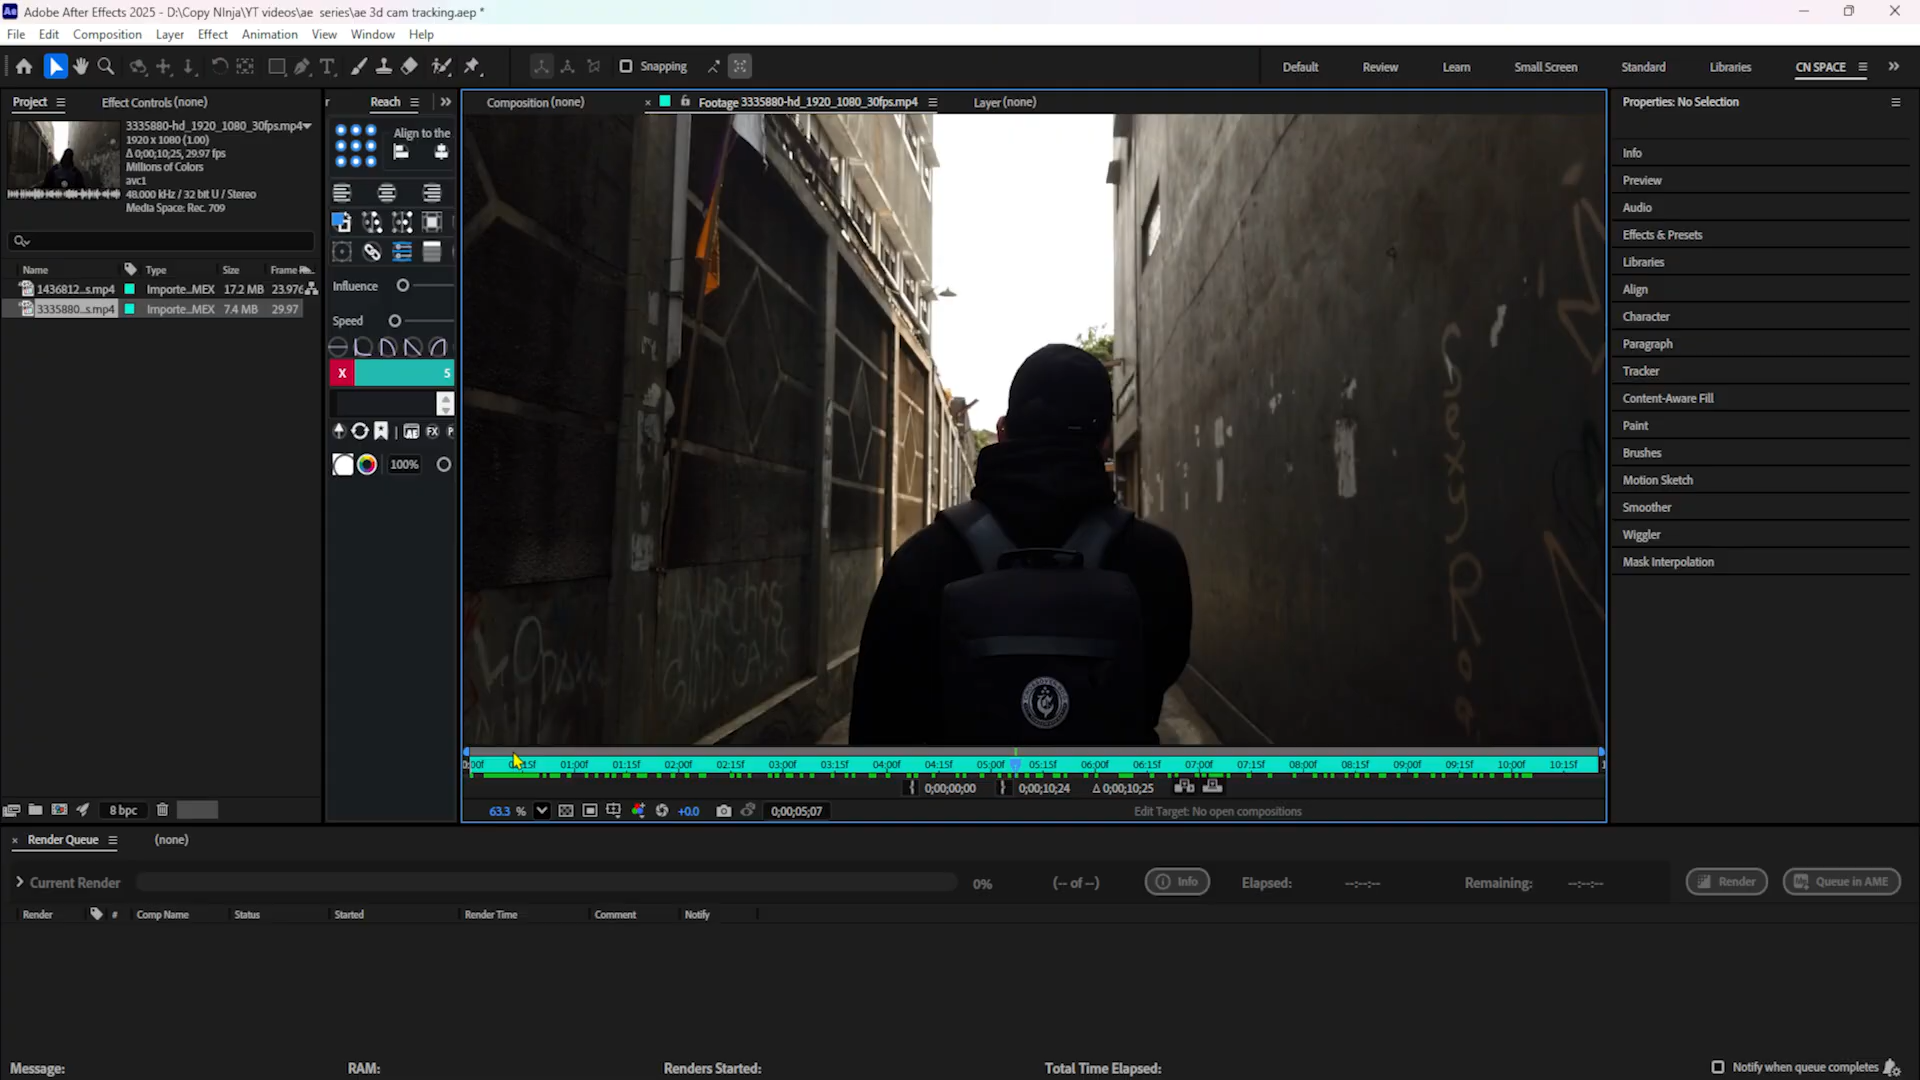 Adobe After Effects 2025 - D:\Copy NInja\YT videos\ae series\ae 3d cam tracking.aep *
File Edit Composition Layer Effect Animation View Window Help
Snapping
Default Review Learn Small Screen Standard Libraries CN SPACE
Project Effect Controls (none)
Reach
Composition (none) Footage 3335880-hd_1920_1080_30fps.mp4 Layer (none)
Properties: No Selection
3335880-hd_1920_1080_30fps.mp4
1920 x 1080 (1.00)
Δ 0;00;10;25, 29.97 fps
Millions of Colors
avc1
48.000 kHz / 32 bit U / Stereo
Media Space: Rec. 709
Align to the
Name Type Size Frame
1436812...s.mp4 Importe...MEX 17.2 MB 23.976
3335880...s.mp4 Importe...MEX 7.4 MB 29.97
Influence
Speed
X S
FX
100%
Info
Preview
Audio
Effects & Presets
Libraries
Align
Character
Paragraph
Tracker
Content-Aware Fill
Paint
Brushes
Motion Sketch
Smoother
Wiggler
Mask Interpolation
01:00f 01:15f 02:00f 02:15f 03:00f 03:15f 04:00f 04:15f 05:00f 05:15f 06:00f 06:15f 07:00f 07:15f 08:00f 08:15f 09:00f 09:15f 10:00f 10:15f
0;00;00;00 0;00;10;24 Δ 0;00;10;25
8 bpc
63.3 % +0.0 0;00;05;07 Edit Target: No open compositions
Render Queue (none)
Current Render 0% (-- of --) Info Elapsed: --:--:-- Remaining: --:--:-- Render Queue in AME
Render # Comp Name Status Started Render Time Comment Notify
Message: RAM: Renders Started: Total Time Elapsed: Notify when queue completes